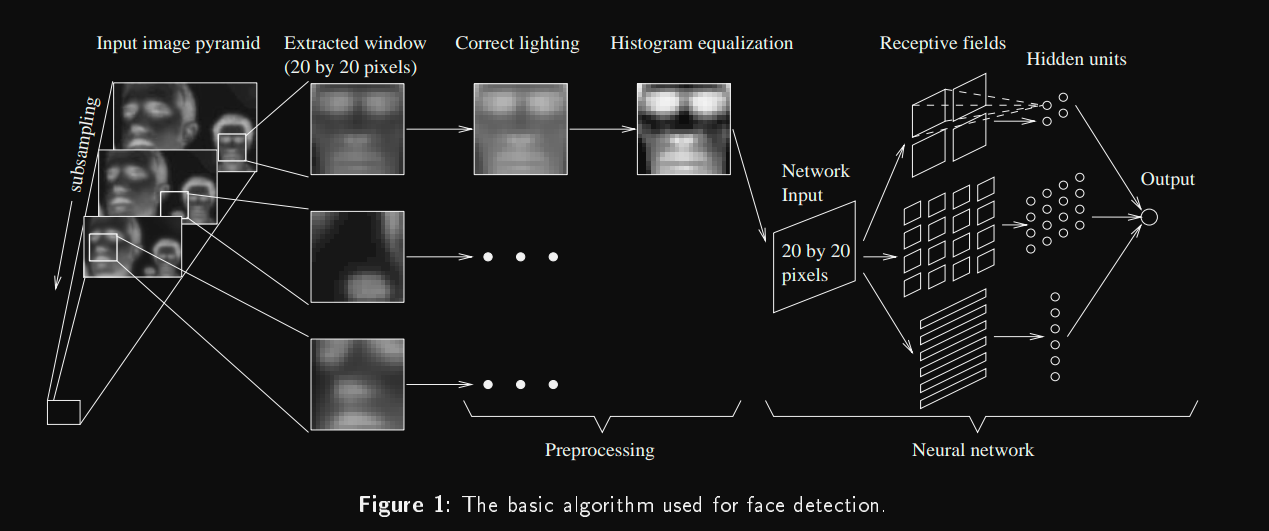 Input image pyramid
Extracted window
(20 by 20 pixels)
Correct lighting
Histogram equalization
Receptive fields
Hidden units
subsampling
Network
Input
20 by 20
pixels
Output
Preprocessing
Neural network
Figure 1: The basic algorithm used for face detection.